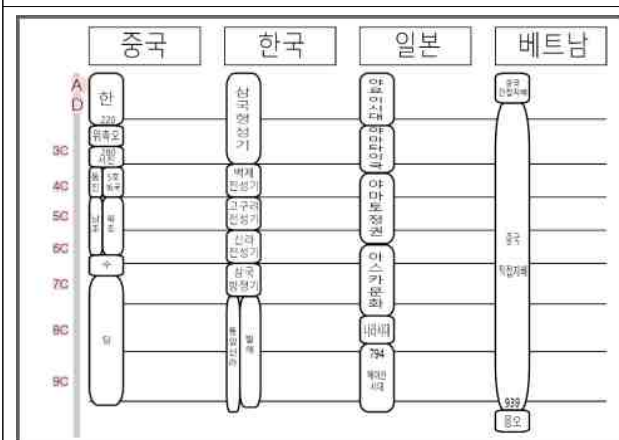 중국
한국
일본
베트남
A
D
3C
4C
5C
6C
7C
8C
9C
한
220
위촉오
280
서진
동진
5호
16국
남조
북조
수
당
삼국형성기
백제
전성기
고구려
전성기
신라
전성기
삼국
항쟁기
통일신라
발해
야요이시대
야마타이국
야마토정권
아스카문화
나라시대
794
헤이안
시대
중국
간접지배
중국
직접지배
939
응오